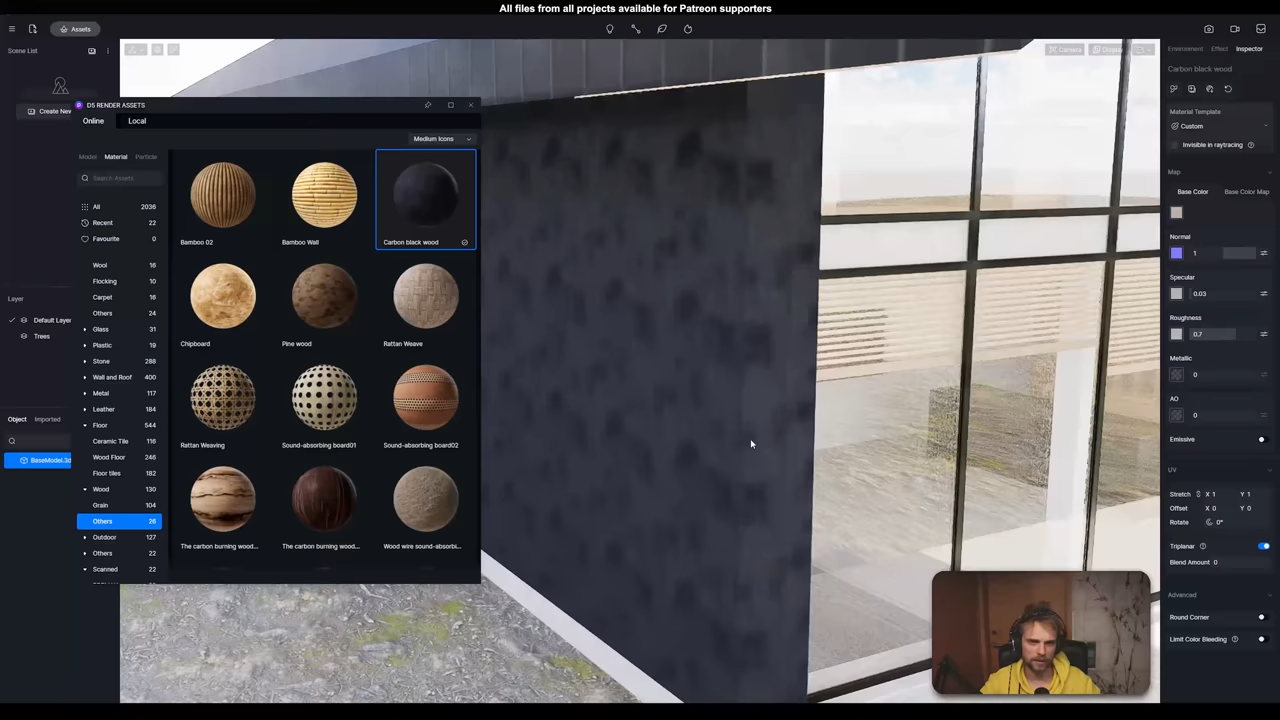 All files from all projects available for Patreon supporters
Assets
Scene List
Create New
D5 RENDER ASSETS
Online
Local
Medium Icons
Model
Material
Particle
Search Assets
All 2036
Recent 22
Favourite 0
Wool 16
Flocking 10
Carpet 16
Others 24
Glass 31
Plastic 19
Stone 288
Wall and Roof 400
Metal 117
Leather 184
Floor 544
Ceramic Tile 116
Wood Floor 246
Floor tiles 182
Wood 130
Grain 104
Others 26
Outdoor 127
Others 22
Scanned 22
Bamboo 02
Bamboo Wall
Carbon black wood
Chipboard
Pine wood
Rattan Weave
Rattan Weaving
Sound-absorbing board01
Sound-absorbing board02
The carbon burning wood...
The carbon burning wood...
Wood wire sound-absorbi...
Layer
Default Layer
Trees
Object
Imported
BaseModel.3d
Camera
Display
Environment
Effect
Inspector
Carbon black wood
Material Template
Custom
Invisible in raytracing
Map
Base Color
Base Color Map
Normal
1
Specular
0.03
Roughness
0.7
Metallic
0
AO
0
Emissive
UV
Stretch X 1 Y 1
Offset X 0 Y 0
Rotate 0°
Triplanar
Blend Amount 0
Advanced
Round Corner
Limit Color Bleeding